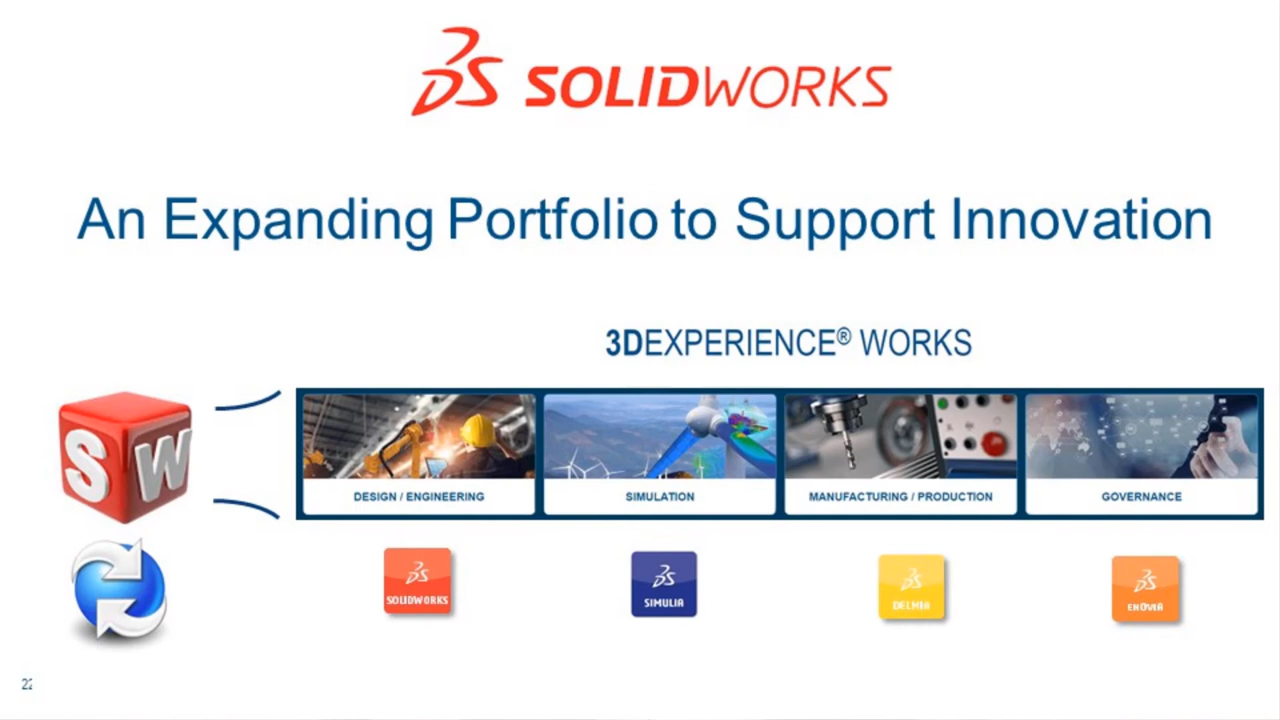 SOLIDWORKS
An Expanding Portfolio to Support Innovation
3DEXPERIENCE® WORKS
S W
DESIGN / ENGINEERING
SIMULATION
MANUFACTURING / PRODUCTION
GOVERNANCE
SOLIDWORKS
SIMULIA
DELMIA
ENOVIA
22